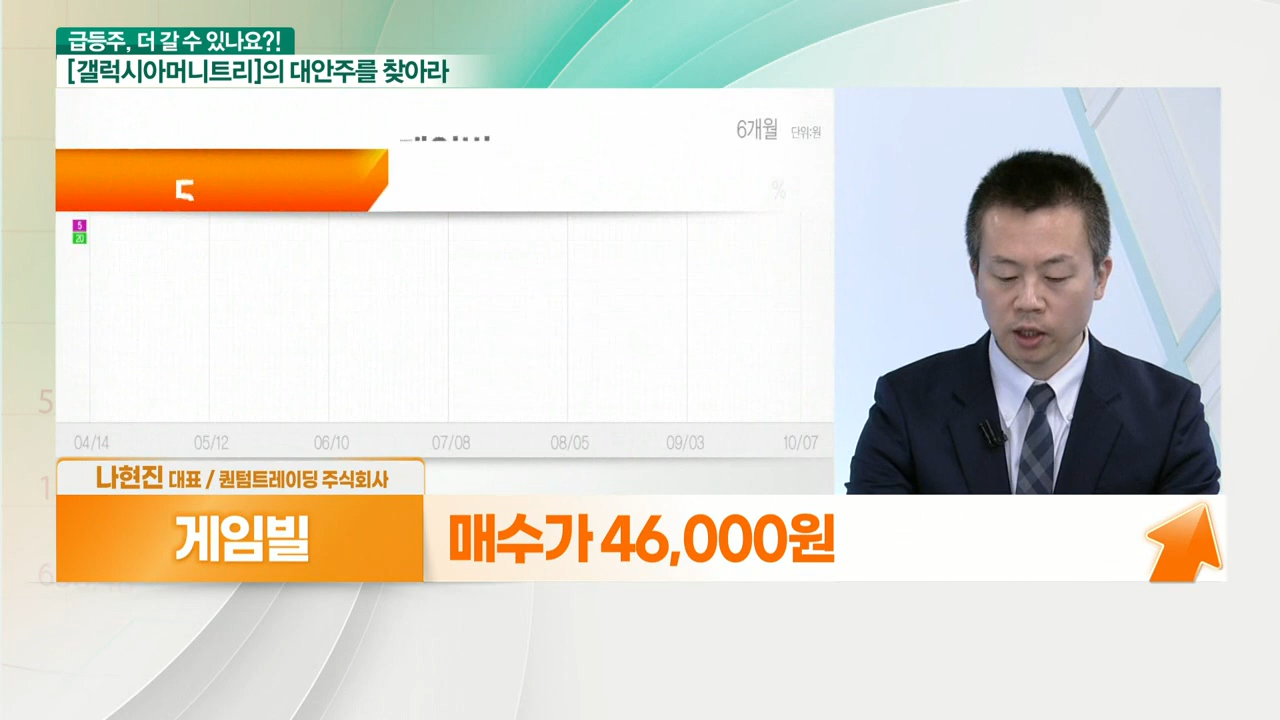 급등주, 더 갈 수 있나요?!
[갤럭시아머니트리]의 대안주를 찾아라
6개월 단위:원
%
5
20
04/14 05/12 06/10 07/08 08/05 09/03 10/07
나현진 대표 / 퀀텀트레이딩 주식회사
게임빌
매수가 46,000원